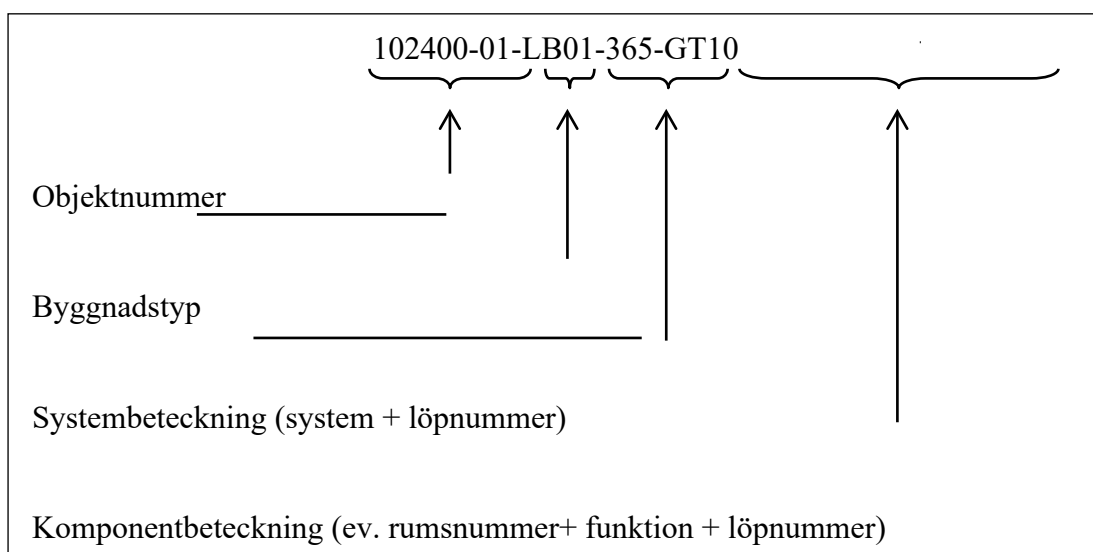 102400-01-LB01-365-GT10
Objektnummer
Byggnadstyp
Systembeteckning (system + löpnummer)
Komponentbeteckning (ev. rumsnummer+ funktion + löpnummer)